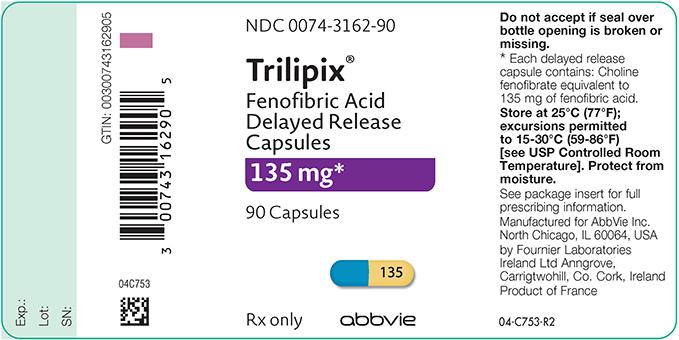 Exp.:
Lot:
SN:
GTIN: 00300743162905
3 00743 16290 5
04C753
NDC 0074-3162-90
Trilipix®
Fenofibric Acid
Delayed Release
Capsules
135 mg*
90 Capsules
135
Rx only
abbvie
Do not accept if seal over
bottle opening is broken or
missing.
* Each delayed release
capsule contains: Choline
fenofibrate equivalent to
135 mg of fenofibric acid.
Store at 25°C (77°F);
excursions permitted
to 15-30°C (59-86°F)
[see USP Controlled Room
Temperature]. Protect from
moisture.
See package insert for full
prescribing information.
Manufactured for AbbVie Inc.
North Chicago, IL 60064, USA
by Fournier Laboratories
Ireland Ltd Anngrove,
Carrigtwohill, Co. Cork, Ireland
Product of France
04-C753-R2